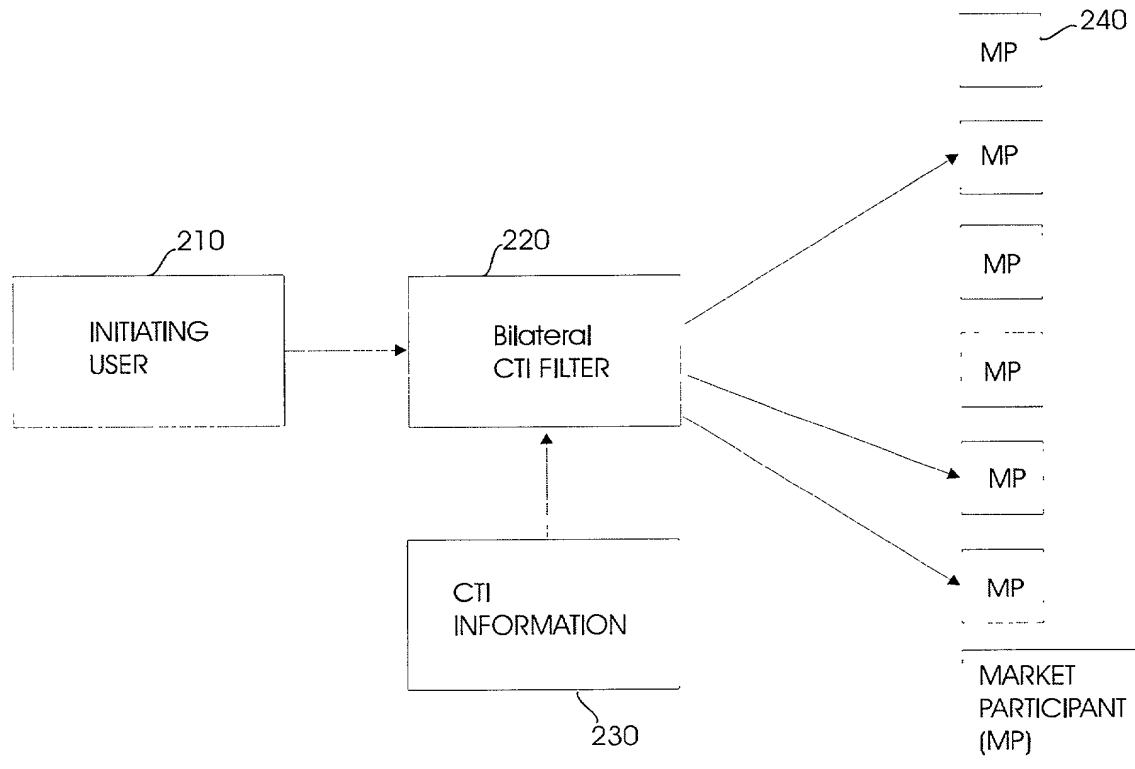 240
MP
MP
210
220
MP
INITIATING
USER
Bilateral
CTI FILTER
MP
MP
CTI
INFORMATION
MP
MARKET
PARTICIPANT
(MP)
230